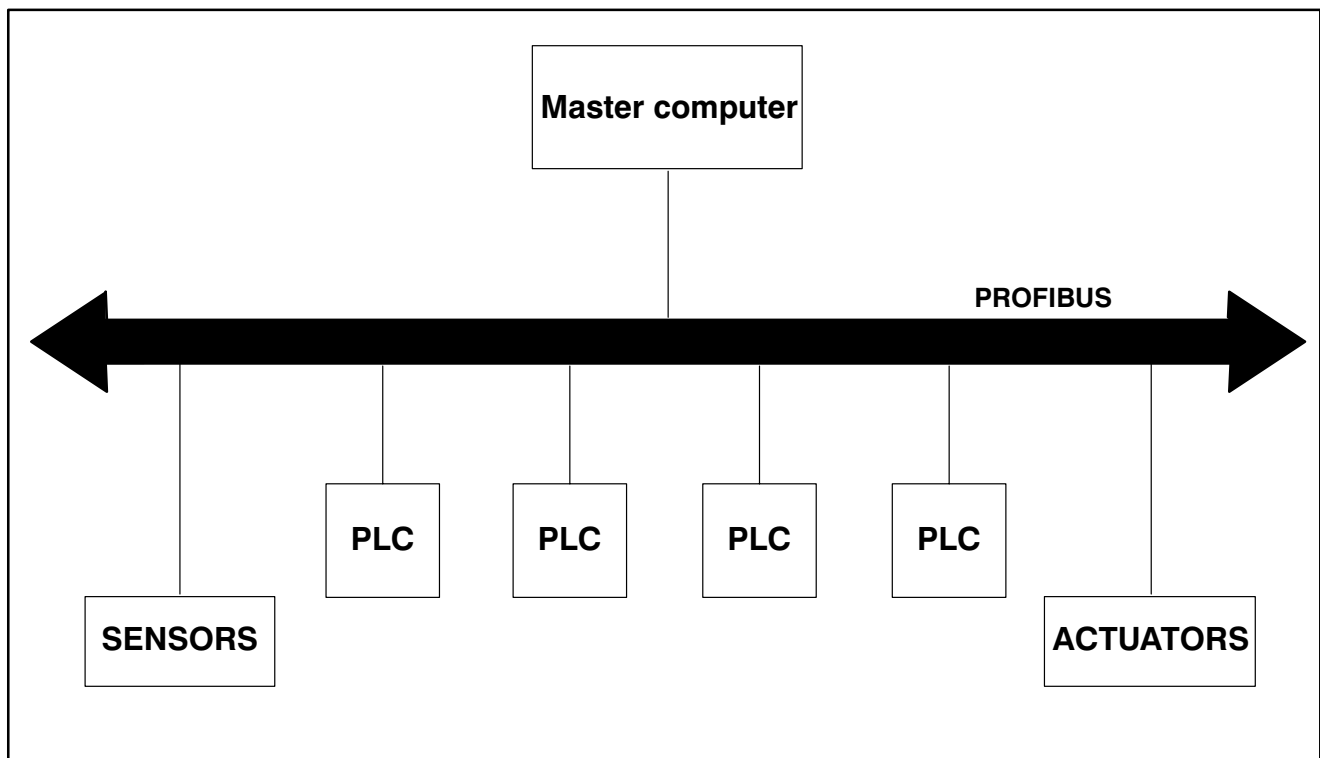 Master computer
PROFIBUS
PLC
PLC
PLC
PLC
SENSORS
ACTUATORS